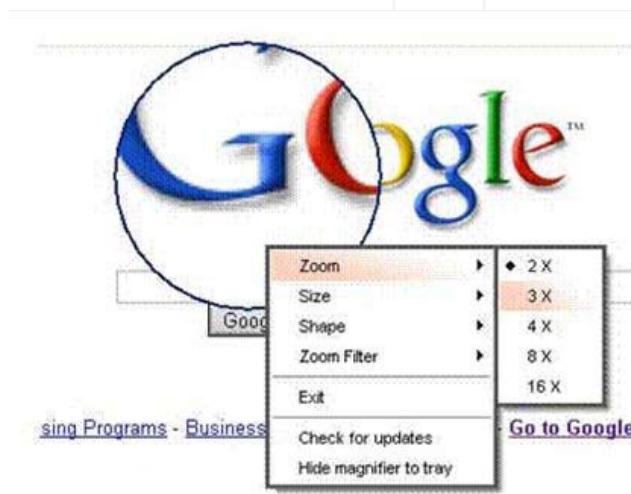 GOogle™
Zoom
Size
Shape
Zoom Filter
Exit
Check for updates
Hide magnifier to tray
2 X
3 X
4 X
8 X
16 X
Goog
sing Programs - Business
- Go to Google